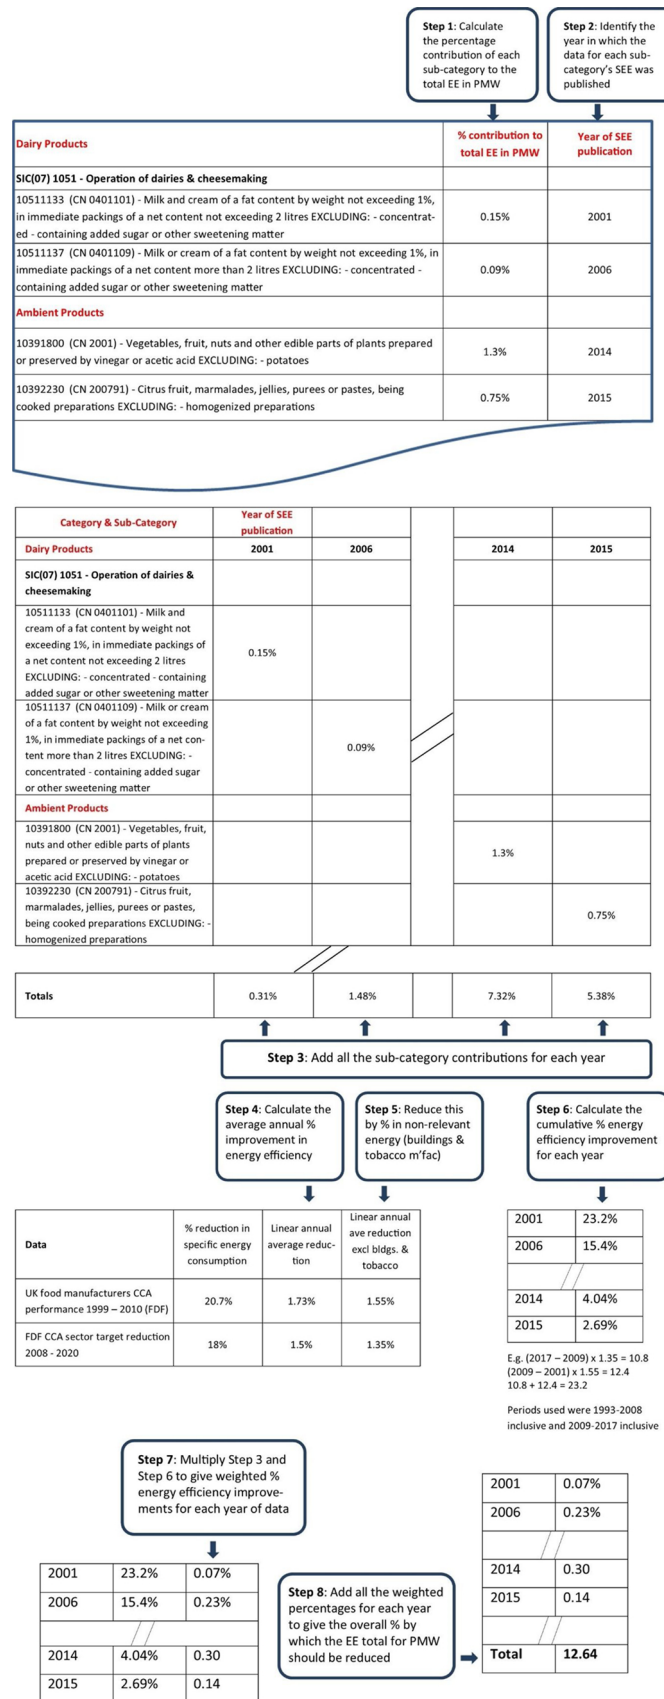 Step 1: Calculate
the percentage
contribution of each
sub-category to the
total EE in PMW
Step 2: Identify the
year in which the
data for each sub-
category's SEE was
published
Dairy Products
% contribution to
total EE in PMW
Year of SEE
publication
SIC(07) 1051 - Operation of dairies & cheesemaking
10511133 (CN 0401101) - Milk and cream of a fat content by weight not exceeding 1%,
in immediate packings of a net content not exceeding 2 litres EXCLUDING: - concentrat-
ed - containing added sugar or other sweetening matter
0.15%
2001
10511137 (CN 0401109) - Milk or cream of a fat content by weight not exceeding 1%, in
immediate packings of a net content more than 2 litres EXCLUDING: - concentrated -
containing added sugar or other sweetening matter
0.09%
2006
Ambient Products
10391800 (CN 2001) - Vegetables, fruit, nuts and other edible parts of plants prepared
or preserved by vinegar or acetic acid EXCLUDING: - potatoes
1.3%
2014
10392230 (CN 200791) - Citrus fruit, marmalades, jellies, purees or pastes, being
cooked preparations EXCLUDING: - homogenized preparations
0.75%
2015
Category & Sub-Category
Year of SEE
publication
Dairy Products
2001
2006
2014
2015
SIC(07) 1051 - Operation of dairies &
cheesemaking
10511133 (CN 0401101) - Milk and
cream of a fat content by weight not
exceeding 1%, in immediate packings of
a net content not exceeding 2 litres
EXCLUDING: - concentrated - containing
added sugar or other sweetening matter
0.15%
10511137 (CN 0401109) - Milk or cream
of a fat content by weight not exceeding
1%, in immediate packings of a net con-
tent more than 2 litres EXCLUDING: -
concentrated - containing added sugar
or other sweetening matter
0.09%
Ambient Products
10391800 (CN 2001) - Vegetables, fruit,
nuts and other edible parts of plants
prepared or preserved by vinegar or
acetic acid EXCLUDING: - potatoes
1.3%
10392230 (CN 200791) - Citrus fruit,
marmalades, jellies, purees or pastes,
being cooked preparations EXCLUDING: -
homogenized preparations
0.75%
Totals
0.31%
1.48%
7.32%
5.38%
Step 3: Add all the sub-category contributions for each year
Step 4: Calculate the
average annual %
improvement in
energy efficiency
Step 5: Reduce this
by % in non-relevant
energy (buildings &
tobacco m'fac)
Step 6: Calculate the
cumulative % energy
efficiency improvement
for each year
Data
% reduction in
specific energy
consumption
Linear annual
average reduc-
tion
Linear annual
ave reduction
excl bldgs. &
tobacco
UK food manufacturers CCA
performance 1999 – 2010 (FDF)
20.7%
1.73%
1.55%
FDF CCA sector target reduction
2008 - 2020
18%
1.5%
1.35%
2001 23.2%
2006 15.4%
2014 4.04%
2015 2.69%
E.g. (2017 – 2009) x 1.35 = 10.8
(2009 – 2001) x 1.55 = 12.4
10.8 + 12.4 = 23.2
Periods used were 1993-2008
inclusive and 2009-2017 inclusive
Step 7: Multiply Step 3 and
Step 6 to give weighted %
energy efficiency improve-
ments for each year of data
2001 23.2% 0.07%
2006 15.4% 0.23%
2014 4.04% 0.30
2015 2.69% 0.14
Step 8: Add all the weighted
percentages for each year
to give the overall % by
which the EE total for PMW
should be reduced
2001 0.07%
2006 0.23%
2014 0.30
2015 0.14
Total 12.64